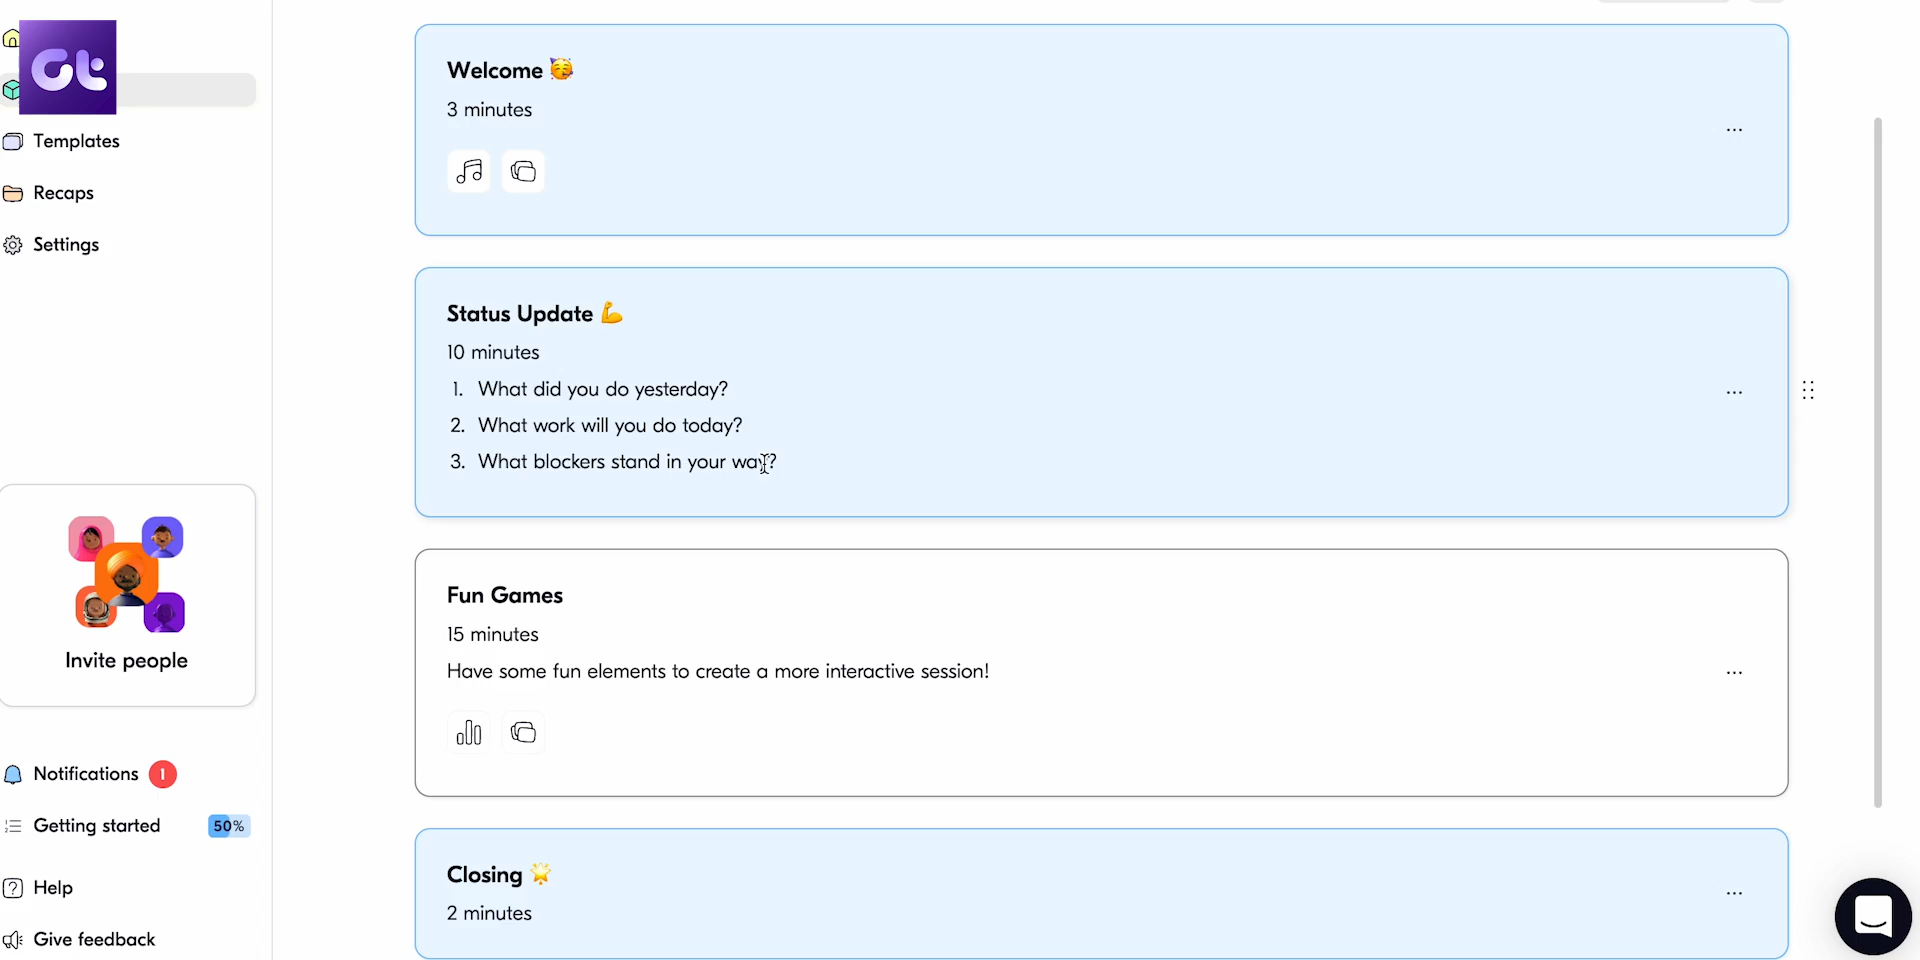 Gt
Templates
Recaps
Settings
Invite people
Notifications 1
Getting started 50%
Help
Give feedback
Welcome 🥳
3 minutes
...
Status Update 💪
10 minutes
1. What did you do yesterday?
2. What work will you do today?
3. What blockers stand in your way?
...
Fun Games
15 minutes
Have some fun elements to create a more interactive session!
...
Closing 🌟
2 minutes
...